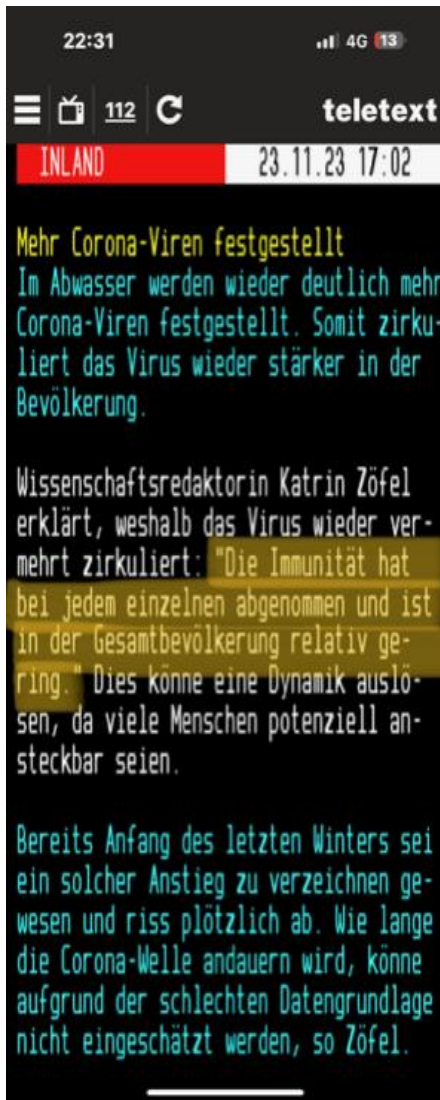 22:31 4G 13
112 teletext
INLAND 23.11.23 17:02
Mehr Corona-Viren festgestellt
Im Abwasser werden wieder deutlich mehr
Corona-Viren festgestellt. Somit zirku-
liert das Virus wieder stärker in der
Bevölkerung.
Wissenschaftsredaktorin Katrin Zöfel
erklärt, weshalb das Virus wieder ver-
mehrt zirkuliert: "Die Immunität hat
bei jedem einzelnen abgenommen und ist
in der Gesamtbevölkerung relativ ge-
ring." Dies könne eine Dynamik auslö-
sen, da viele Menschen potenziell an-
steckbar seien.
Bereits Anfang des letzten Winters sei
ein solcher Anstieg zu verzeichnen ge-
wesen und riss plötzlich ab. Wie lange
die Corona-Welle andauern wird, könne
aufgrund der schlechten Datengrundlage
nicht eingeschätzt werden, so Zöfel.